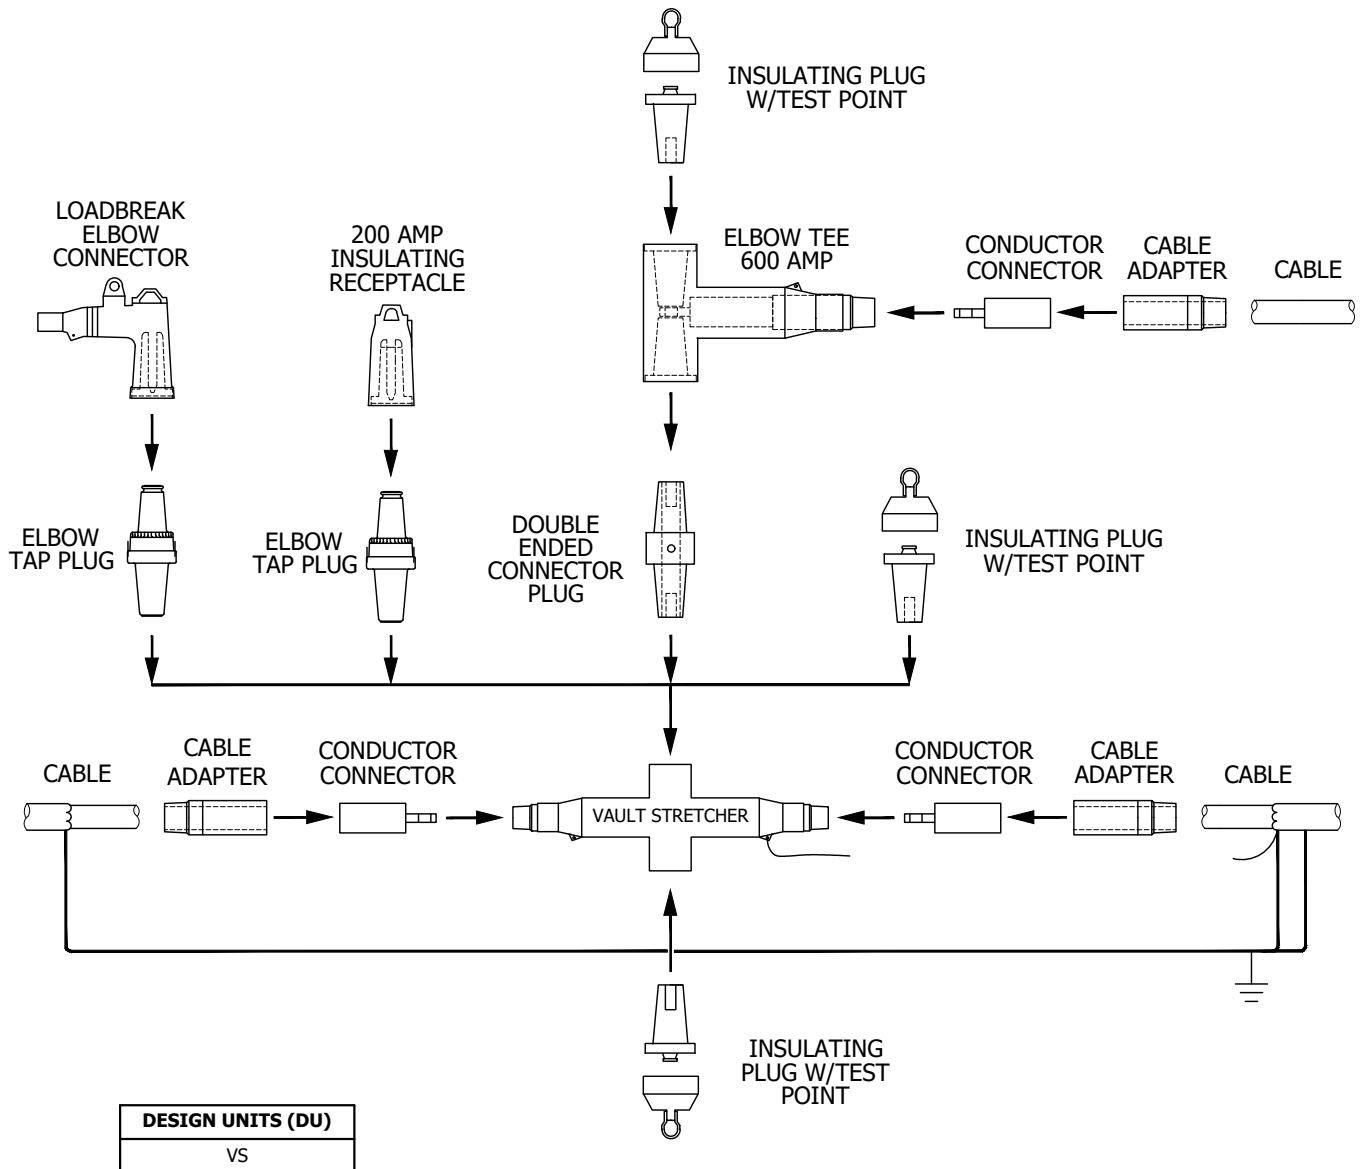 INSULATING PLUG
W/TEST POINT
LOADBREAK
ELBOW
CONNECTOR
200 AMP
INSULATING
RECEPTACLE
ELBOW TEE
600 AMP
CONDUCTOR
CONNECTOR
CABLE
ADAPTER
CABLE
ELBOW
TAP PLUG
ELBOW
TAP PLUG
DOUBLE
ENDED
CONNECTOR
PLUG
INSULATING PLUG
W/TEST POINT
CABLE
CABLE
ADAPTER
CONDUCTOR
CONNECTOR
VAULT STRETCHER
CONDUCTOR
CONNECTOR
CABLE
ADAPTER
CABLE
INSULATING
PLUG W/TEST
POINT
DESIGN UNITS (DU)
VS